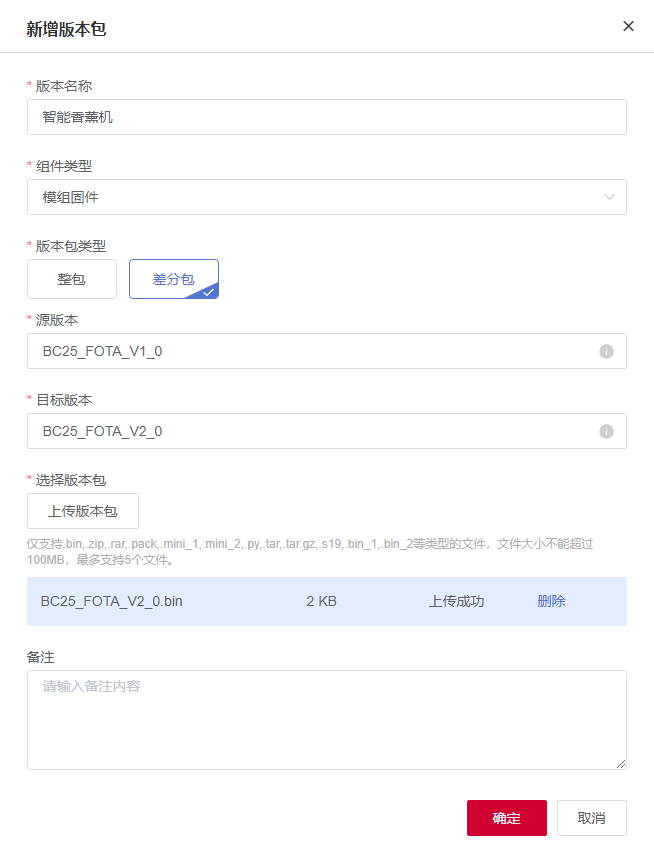 新增版本包
* 版本名称
智能香薰机
* 组件类型
模组固件
* 版本包类型
整包 差分包
* 源版本
BC25_FOTA_V1_0
* 目标版本
BC25_FOTA_V2_0
* 选择版本包
上传版本包
仅支持.bin,.zip,.rar,.pack,.mini_1,.mini_2,.py,.tar,.tar.gz,.s19,.bin_1,.bin_2等类型的文件，文件大小不能超过
100MB，最多支持5个文件。
BC25_FOTA_V2_0.bin 2 KB 上传成功 删除
备注
请输入备注内容
确定 取消